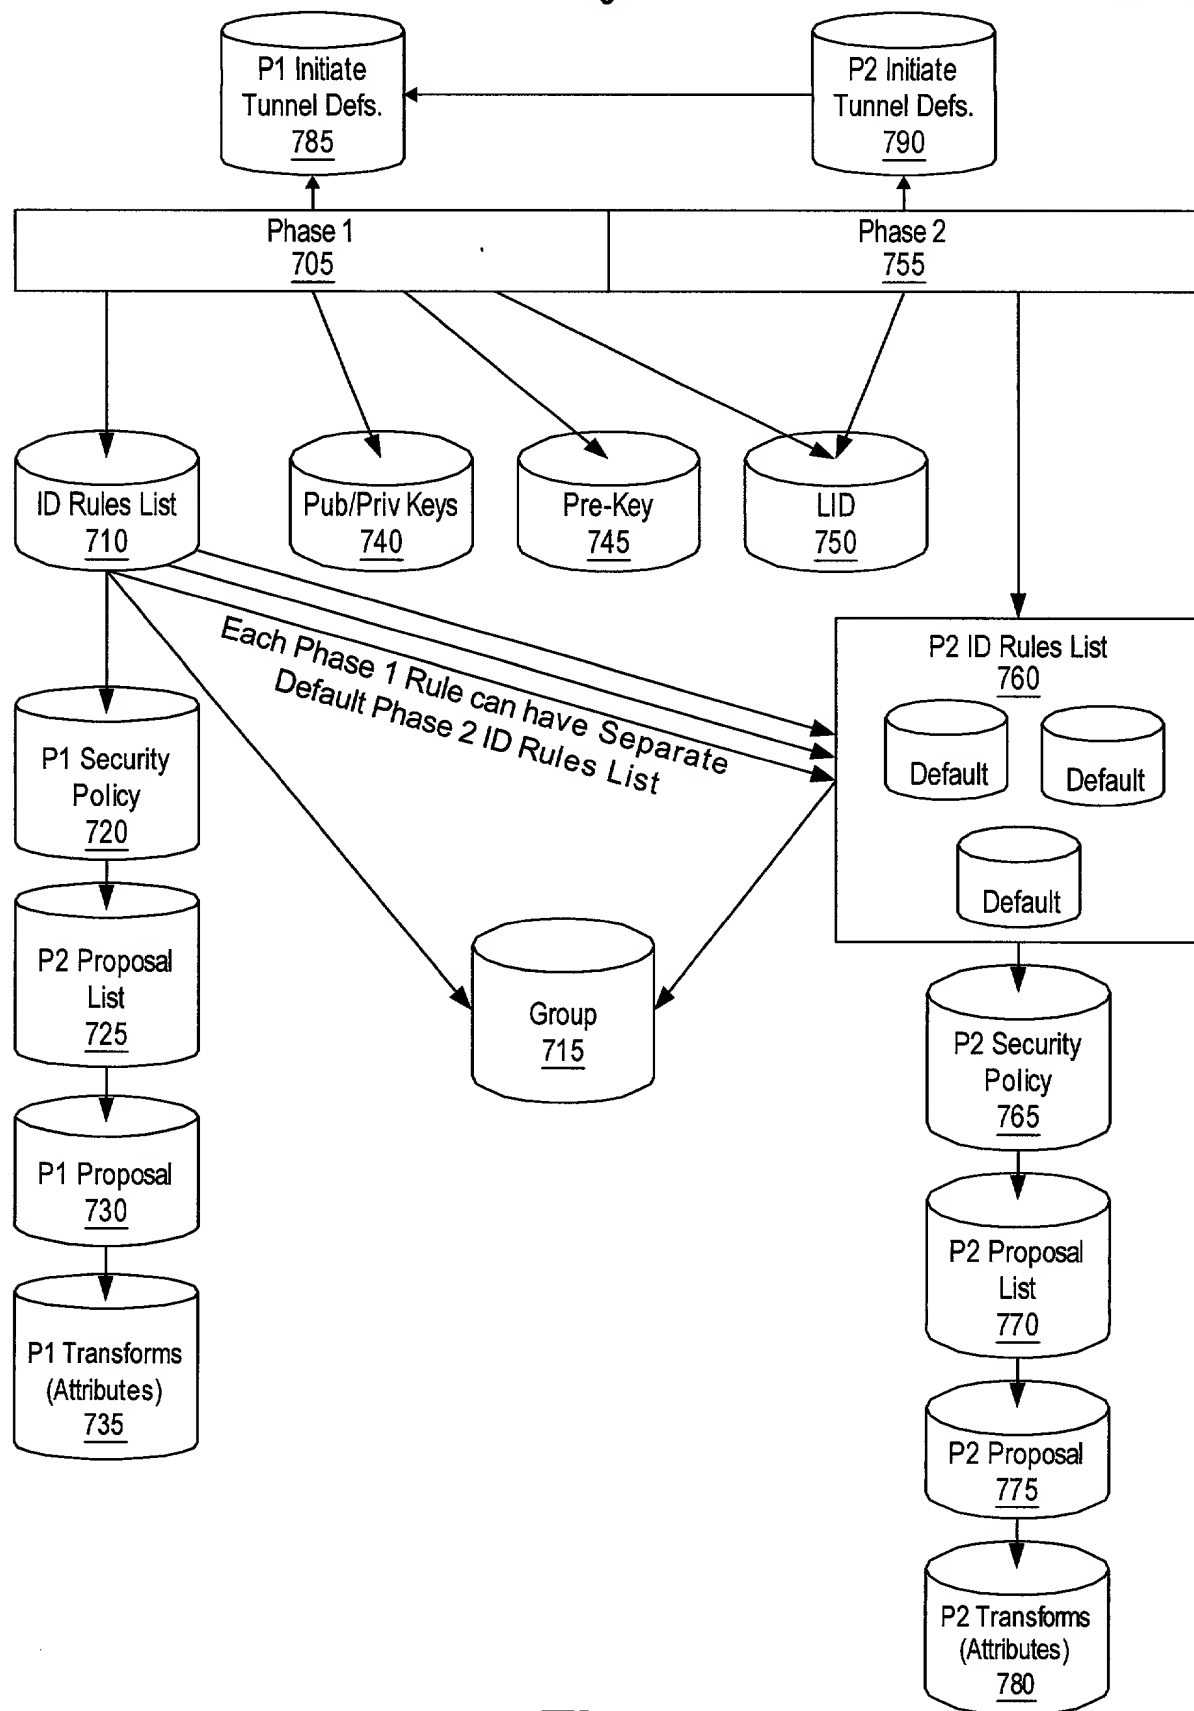 P1 Initiate
Tunnel Defs.
785
P2 Initiate
Tunnel Defs.
790
Phase 1
705
Phase 2
755
ID Rules List
710
Pub/Priv Keys
740
Pre-Key
745
LID
750
Each Phase 1 Rule can have Separate
Default Phase 2 ID Rules List
P2 ID Rules List
760
Default
Default
Default
P1 Security
Policy
720
P2 Proposal
List
725
P1 Proposal
730
P1 Transforms
(Attributes)
735
Group
715
P2 Security
Policy
765
P2 Proposal
List
770
P2 Proposal
775
P2 Transforms
(Attributes)
780